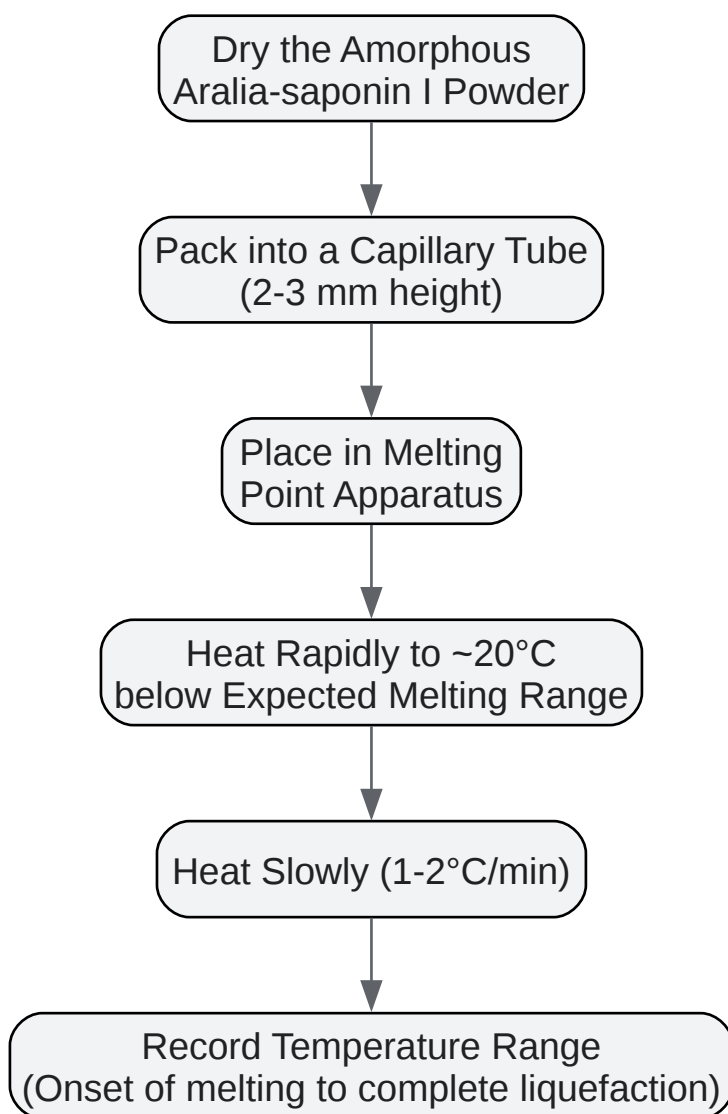 Dry the Amorphous
Aralia-saponin I Powder
Pack into a Capillary Tube
(2-3 mm height)
Place in Melting
Point Apparatus
Heat Rapidly to ~20°C
below Expected Melting Range
Heat Slowly (1-2°C/min)
Record Temperature Range
(Onset of melting to complete liquefaction)